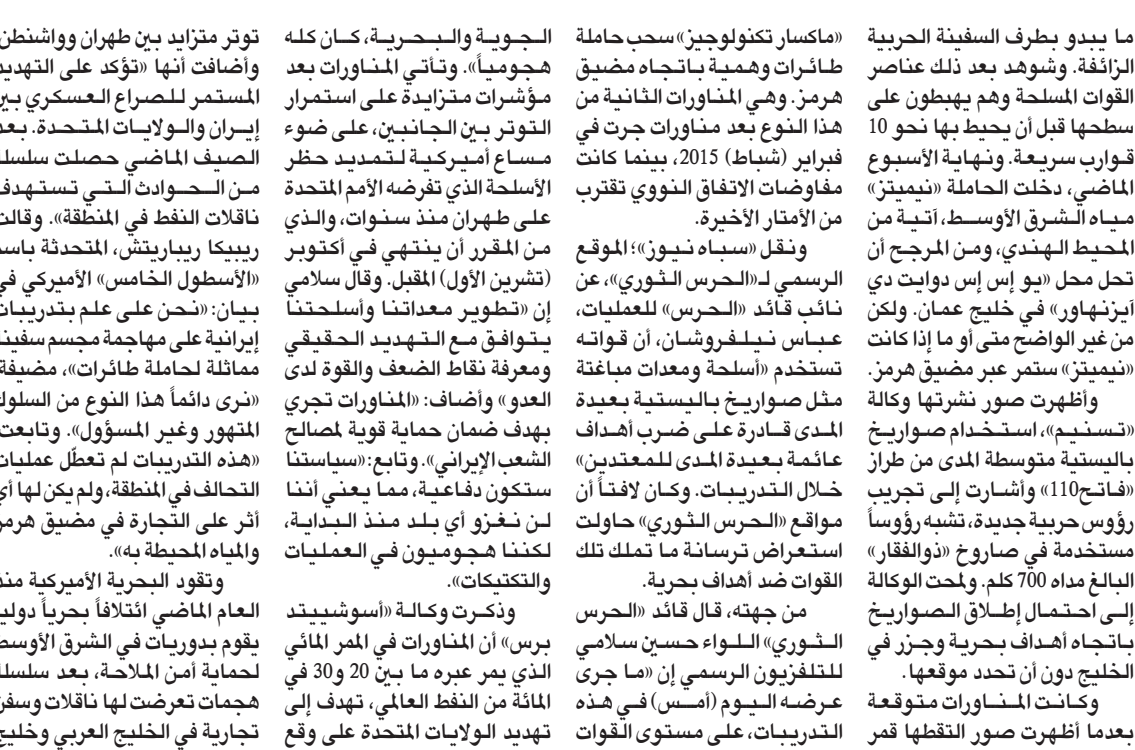 ما يبدو بطرف السفينة الحربية
الزائفة. وشوهد بعد ذلك عناصر
القوات المسلحة وهم يهبطون على
سطحها قبل أن يحيط بها نحو 10
قوارب سريعة. ونهاية الأسبوع
الماضي، دخلت الحاملة «نيميتز»
مياه الشرق الأوسط، آتية من
المحيط الهندي، ومن المرجح أن
تحل محل «يو إس إس دوايت دي
آيزنهاور» في خليج عمان. ولكن
من غير الواضح متى أو ما إذا كانت
«نيميتز» ستمر عبر مضيق هرمز.
وأظهرت صور نشرتها وكالة
«تسنيم»، استخدام صواريخ
باليستية متوسطة المدى من طراز
«فاتح110» وأشارت إلى تجريب
رؤوس حربية جديدة، تشبه رؤوساً
مستخدمة في صاروخ «ذوالفقار»
البالغ مداه 700 كلم. ولمحت الوكالة
إلى احتمال إطلاق الصواريخ
باتجاه أهداف بحرية وجزر في
الخليج دون أن تحدد موقعها.
وكانت المناورات متوقعة
بعدما أظهرت صور التقطها قمر
«ماكسار تكنولوجيز» سحب حاملة
طائرات وهمية باتجاه مضيق
هرمز. وهي المناورات الثانية من
هذا النوع بعد مناورات جرت في
فبراير (شباط) 2015، بينما كانت
مفاوضات الاتفاق النووي تقترب
من الأمتار الأخيرة.
ونقل «سباه نيوز»؛ الموقع
الرسمي لـ«الحرس الثوري»، عن
نائب قائد «الحرس» للعمليات،
عباس نيلفروشان، أن قواته
تستخدم «أسلحة ومعدات مباغتة
مثل صواريخ باليستية بعيدة
المدى قادرة على ضرب أهداف
عائمة بعيدة المدى للمعتدين»
خلال التدريبات. وكان لافتاً أن
مواقع «الحرس الثوري» حاولت
استعراض ترسانة ما تملك تلك
القوات ضد أهداف بحرية.
من جهته، قال قائد «الحرس
الثوري» اللواء حسين سلامي
للتلفزيون الرسمي إن «ما جرى
عرضه اليوم (أمس) في هذه
التدريبات، على مستوى القوات
الجوية والبحرية، كان كله
هجومياً». وتأتي المناورات بعد
مؤشرات متزايدة على استمرار
التوتر بين الجانبين، على ضوء
مساع أميركية لتمديد حظر
الأسلحة الذي تفرضه الأمم المتحدة
على طهران منذ سنوات، والذي
من المقرر أن ينتهي في أكتوبر
(تشرين الأول) المقبل. وقال سلامي
إن «تطوير معداتنا وأسلحتنا
يتوافق مع التهديد الحقيقي
ومعرفة نقاط الضعف والقوة لدى
العدو» وأضاف: «المناورات تجري
بهدف ضمان حماية قوية لمصالح
الشعب الإيراني». وتابع:«سياستنا
ستكون دفاعية، مما يعني أننا
لن نغزو أي بلد منذ البداية،
لكننا هجوميون في العمليات
والتكتيكات».
وذكرت وكالة «أسوشييتد
برس» أن المناورات في الممر المائي
الذي يمر عبره ما بين 20 و30 في
المائة من النفط العالمي، تهدف إلى
تهديد الولايات المتحدة على وقع
توتر متزايد بين طهران وواشنطن.
وأضافت أنها «تؤكد على التهديد
المستمر للصراع العسكري بين
إيران والولايات المتحدة. بعد
الصيف الماضي حصلت سلسلة
من الحوادث التي تستهدف
ناقلات النفط في المنطقة». وقالت
ريبيكا ريباريتش، المتحدثة باسم
«الأسطول الخامس» الأميركي في
بيان: «نحن على علم بتدريبات
إيرانية على مهاجمة مجسم سفينة
مماثلة لحاملة طائرات»، مضيفة:
«نرى دائماً هذا النوع من السلوك
المتهور وغير المسؤول». وتابعت:
«هذه التدريبات لم تعطّل عمليات
التحالف في المنطقة، ولم يكن لها أي
أثر على التجارة في مضيق هرمز
والمياه المحيطة به».
وتقود البحرية الأميركية منذ
العام الماضي ائتلافاً بحرياً دولياً
يقوم بدوريات في الشرق الأوسط
لحماية أمن الملاحة، بعد سلسلة
هجمات تعرضت لها ناقلات وسفن
تجارية في الخليج العربي وخليج